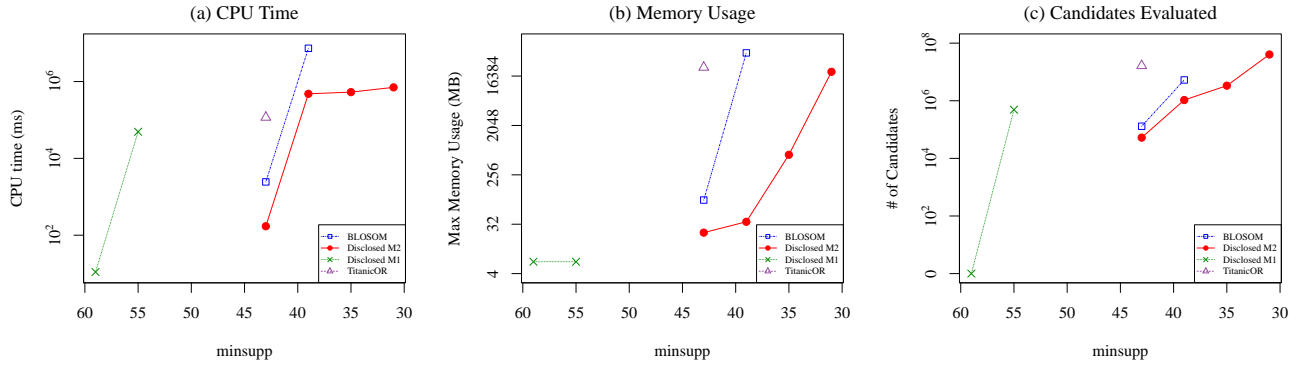 (a) CPU Time
CPU time (ms)
10^6
10^4
10^2
60 55 50 45 40 35 30
minsupp
BLOSOM
Disclosed M2
Disclosed M1
TitanicOR
(b) Memory Usage
Max Memory Usage (MB)
16384
2048
256
32
4
60 55 50 45 40 35 30
minsupp
BLOSOM
Disclosed M2
Disclosed M1
TitanicOR
(c) Candidates Evaluated
# of Candidates
10^8
10^6
10^4
10^2
0
60 55 50 45 40 35 30
minsupp
BLOSOM
Disclosed M2
Disclosed M1
TitanicOR